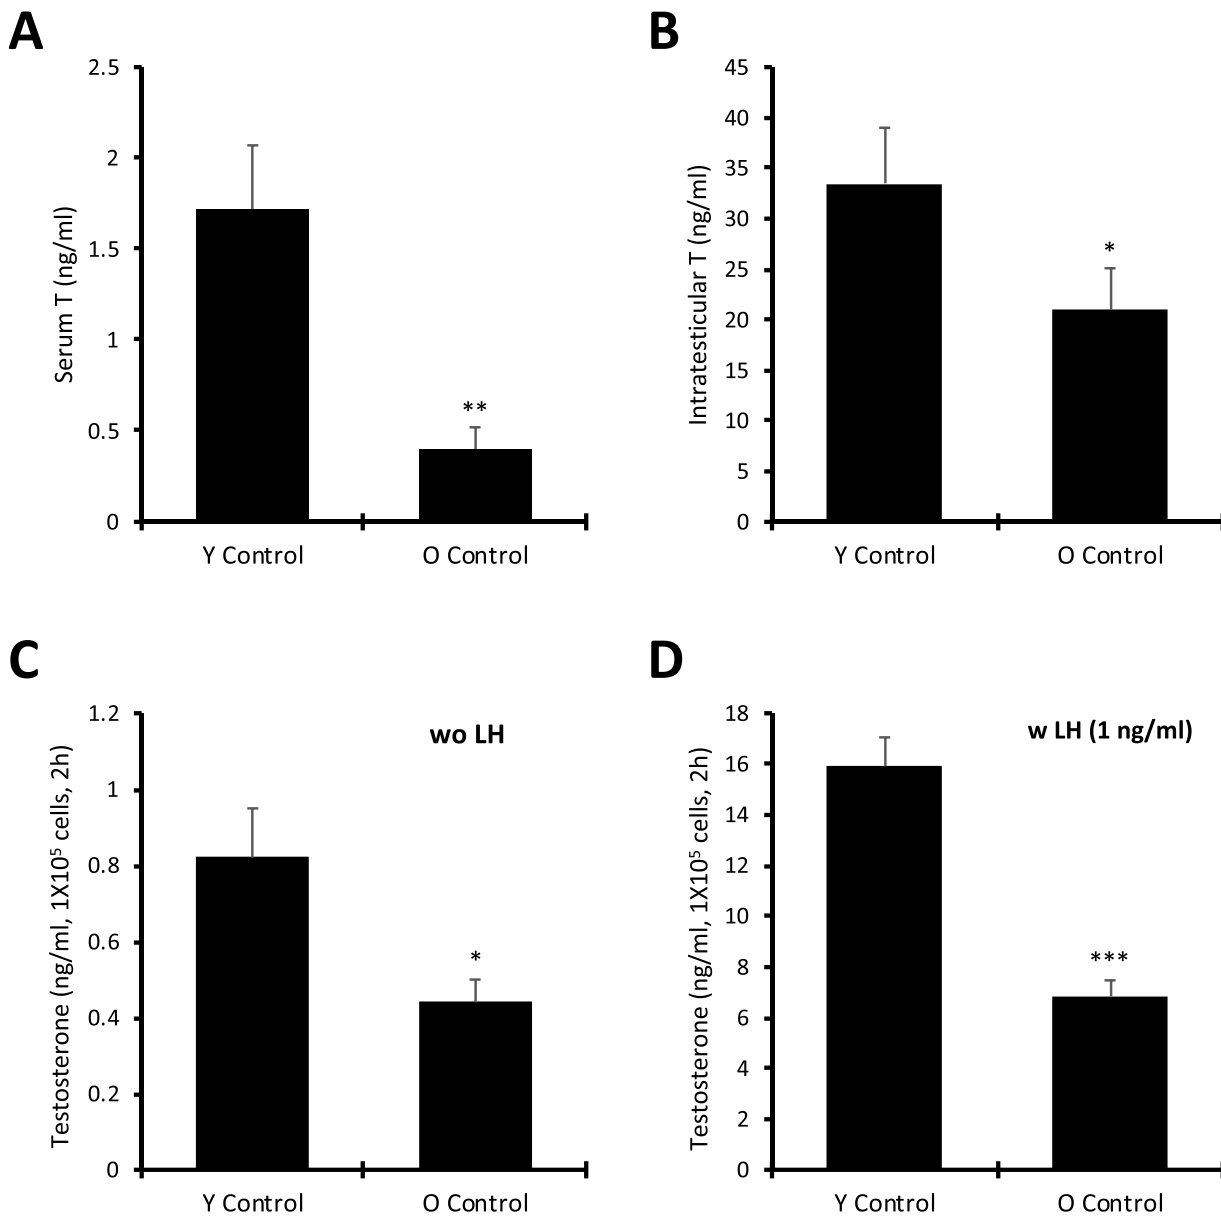 A
Serum T (ng/ml)
2.5
2
1.5
1
0.5
0
**
Y Control
O Control
B
Intratesticular T (ng/ml)
45
40
35
30
25
20
15
10
5
0
*
Y Control
O Control
C
Testosterone (ng/ml, 1X10⁵ cells, 2h)
1.2
1
0.8
0.6
0.4
0.2
0
wo LH
*
Y Control
O Control
D
Testosterone (ng/ml, 1X10⁵ cells, 2h)
18
16
14
12
10
8
6
4
2
0
w LH (1 ng/ml)
***
Y Control
O Control